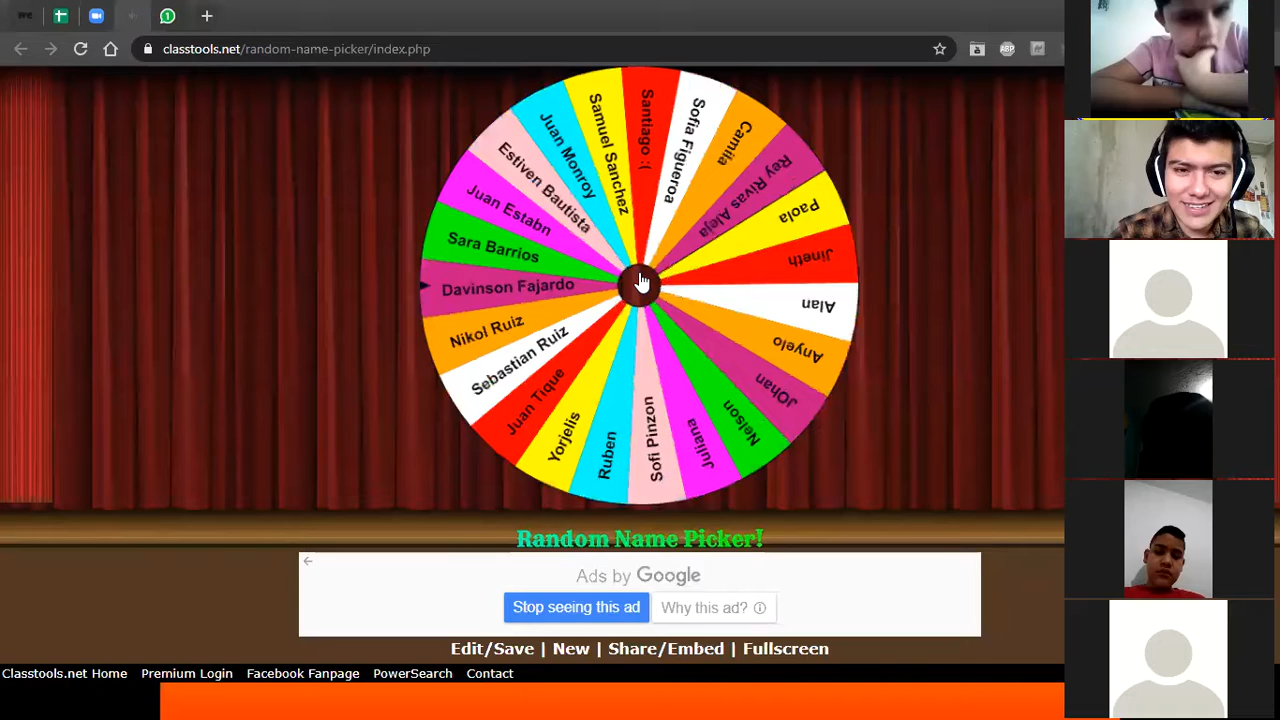 1
classtools.net/random-name-picker/index.php
ABP
Santiago :(
Sofia Figueroa
Camila
Rey Rivas Aleja
Paola
Jineth
Alan
Anyelo
JOhan
Nelson
Juliana
Sofi Pinzon
Ruben
Yorjelis
Juan Tique
Sebastian Ruiz
Nikol Ruiz
Davinson Fajardo
Sara Barrios
Juan Estabn
Estiven Bautista
Juan Monroy
Samuel Sanchez
Random Name Picker!
Ads by Google
Stop seeing this ad Why this ad?
Edit/Save | New | Share/Embed | Fullscreen
Classtools.net Home Premium Login Facebook Fanpage PowerSearch Contact